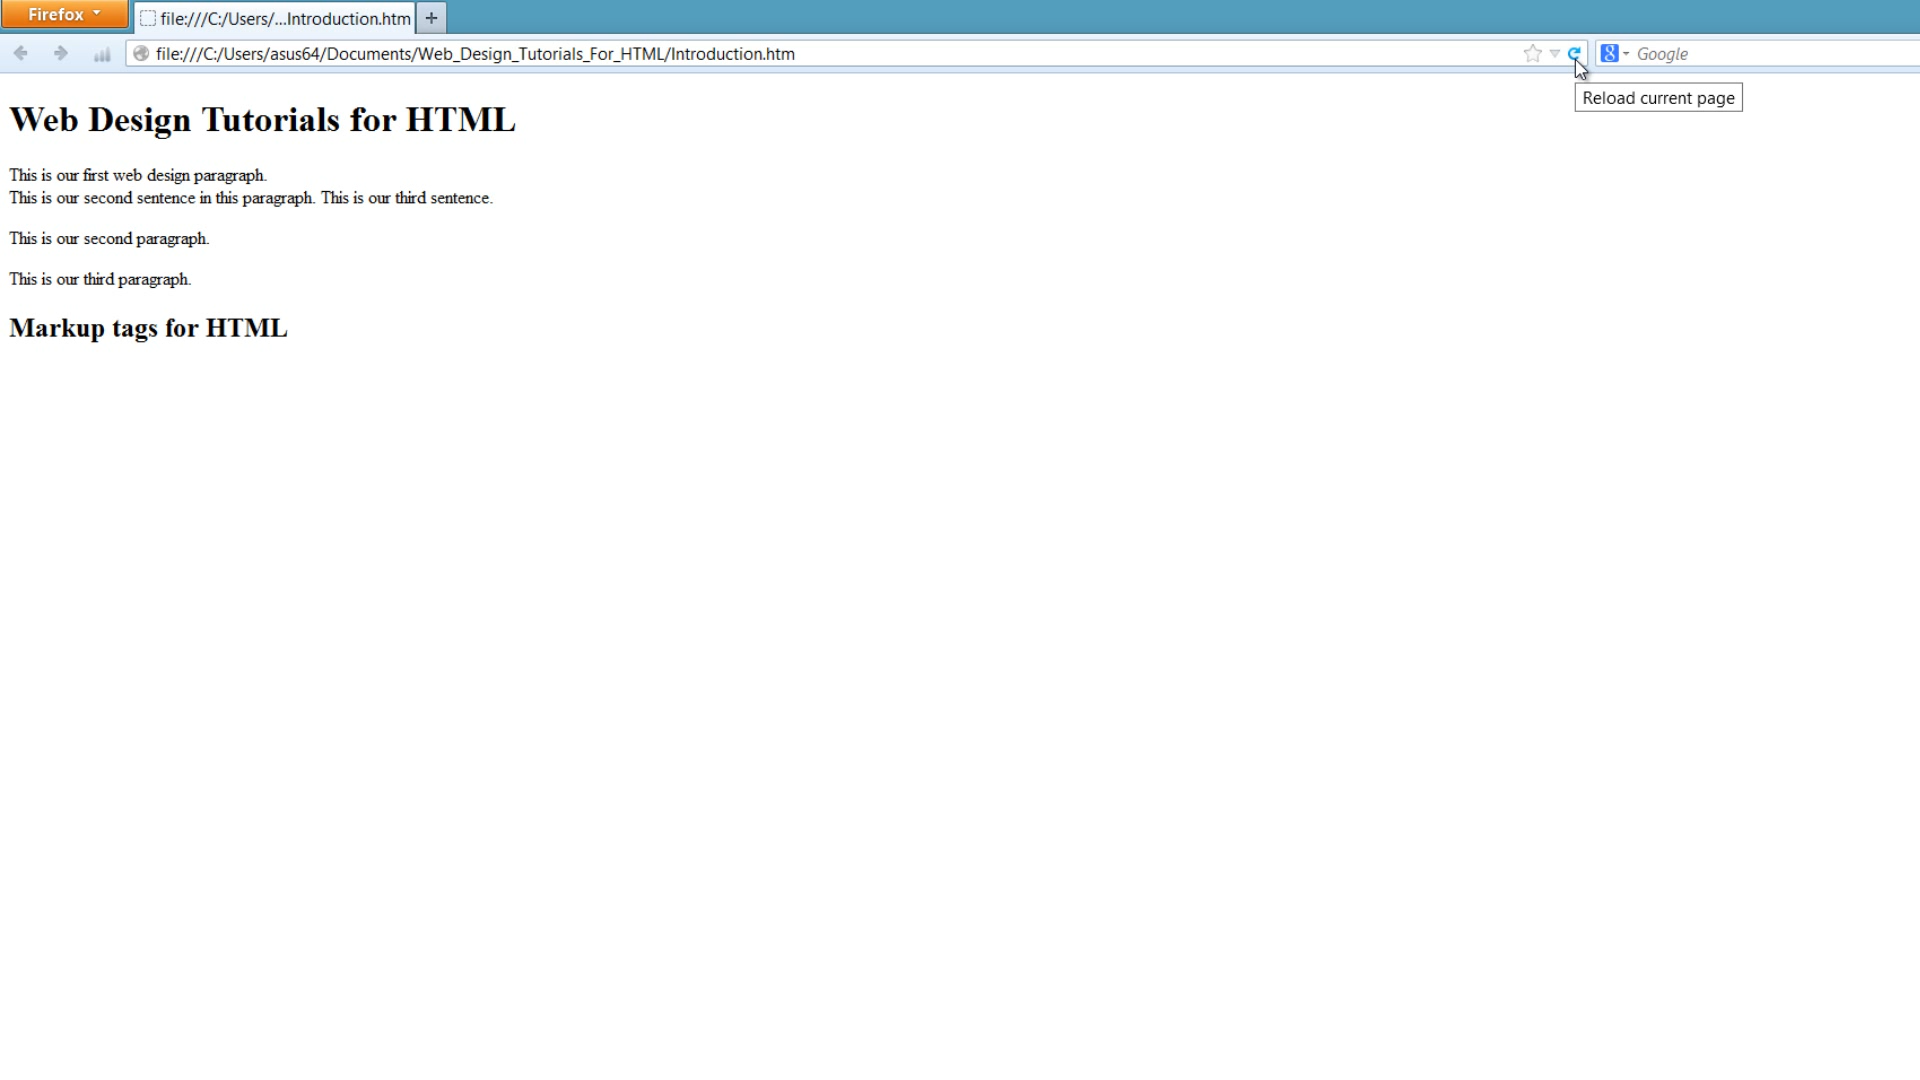 Firefox
file:///C:/Users/...Introduction.htm
+
file:///C:/Users/asus64/Documents/Web_Design_Tutorials_For_HTML/Introduction.htm
8
Google
Reload current page
Web Design Tutorials for HTML
This is our first web design paragraph.
This is our second sentence in this paragraph. This is our third sentence.
This is our second paragraph.
This is our third paragraph.
Markup tags for HTML